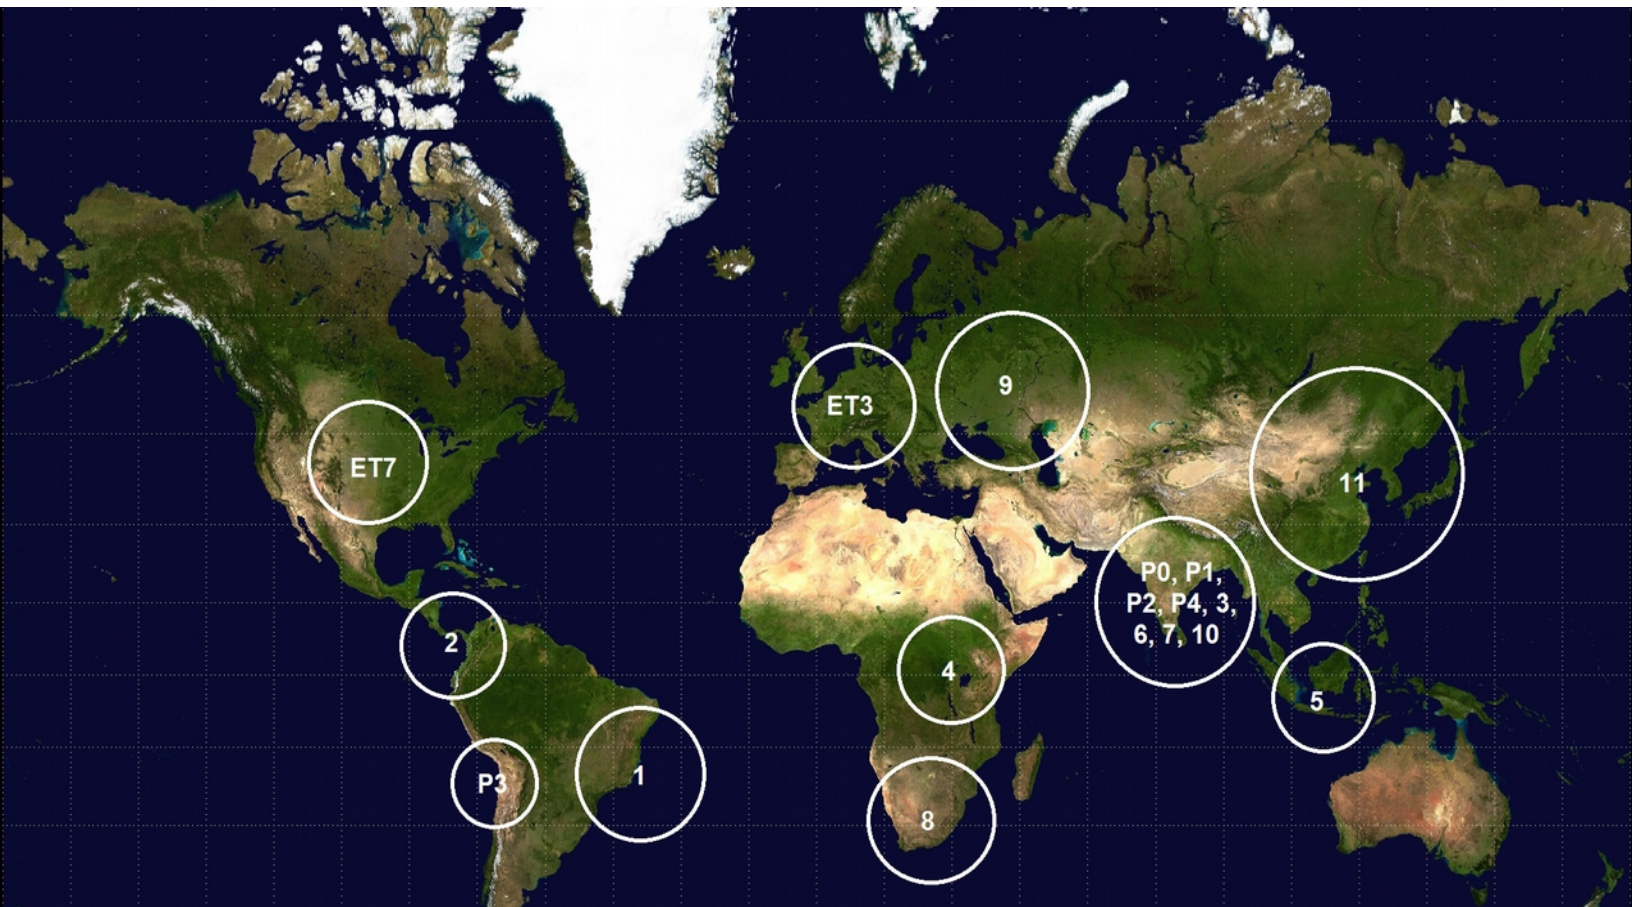 9
ET3
ET7
11
P0, P1,
P2, P4, 3,
6, 7, 10
2
4
5
P3
1
8